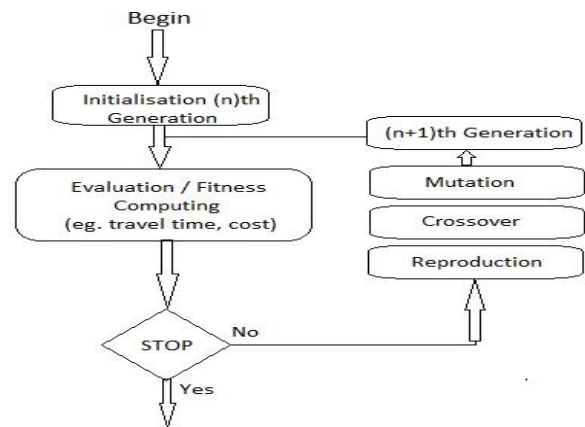 Begin
Initialisation (n)th
Generation
(n+1)th Generation
Evaluation / Fitness
Computing
(eg. travel time, cost)
Mutation
Crossover
Reproduction
STOP
No
Yes